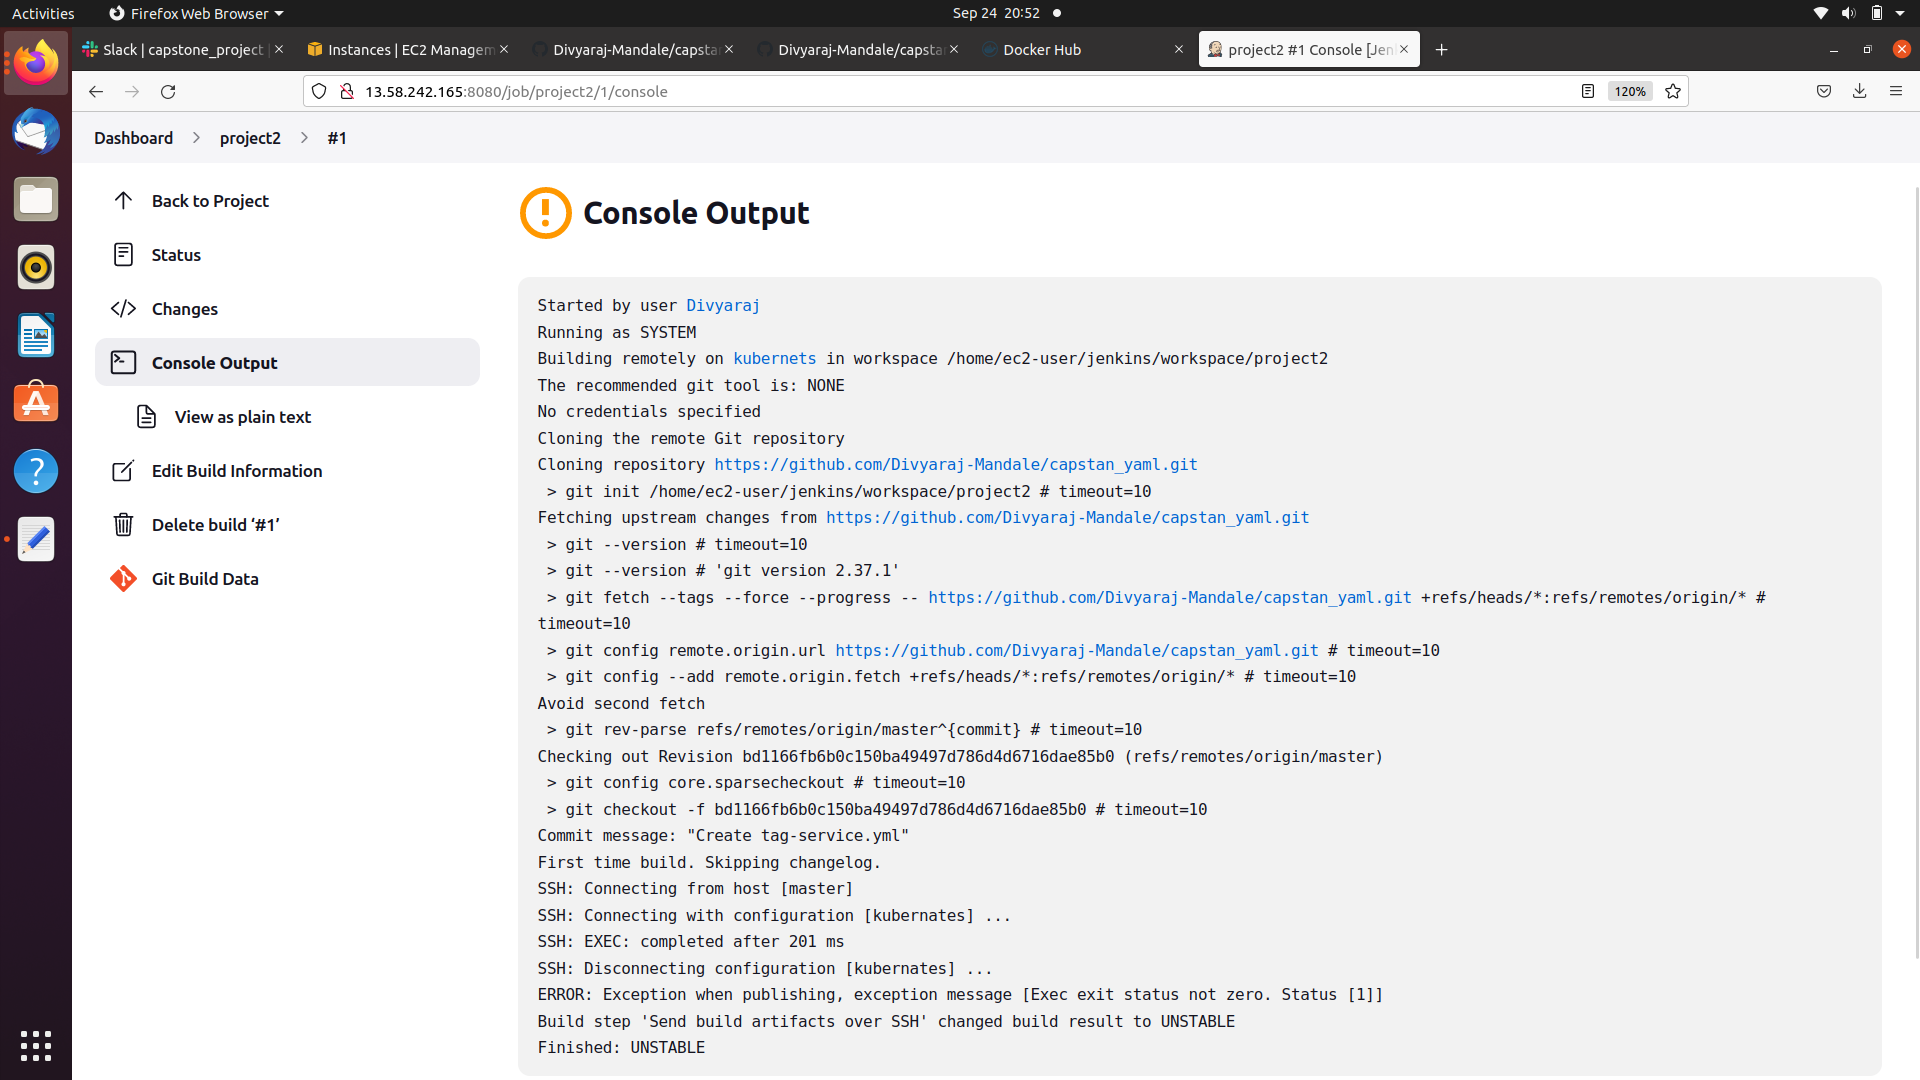 Activities
Firefox Web Browser
Sep 24 20:52
Slack | capstone_project |
Instances | EC2 Managem
Divyaraj-Mandale/capsta
Divyaraj-Mandale/capsta
Docker Hub
project2 #1 Console [Jen
13.58.242.165:8080/job/project2/1/console
120%
Dashboard
project2
#1
Back to Project
Status
Changes
Console Output
View as plain text
Edit Build Information
Delete build ‘#1’
Git Build Data
Console Output
Started by user Divyaraj
Running as SYSTEM
Building remotely on kubernets in workspace /home/ec2-user/jenkins/workspace/project2
The recommended git tool is: NONE
No credentials specified
Cloning the remote Git repository
Cloning repository https://github.com/Divyaraj-Mandale/capstan_yaml.git
> git init /home/ec2-user/jenkins/workspace/project2 # timeout=10
Fetching upstream changes from https://github.com/Divyaraj-Mandale/capstan_yaml.git
> git --version # timeout=10
> git --version # 'git version 2.37.1'
> git fetch --tags --force --progress -- https://github.com/Divyaraj-Mandale/capstan_yaml.git +refs/heads/*:refs/remotes/origin/* #
timeout=10
> git config remote.origin.url https://github.com/Divyaraj-Mandale/capstan_yaml.git # timeout=10
> git config --add remote.origin.fetch +refs/heads/*:refs/remotes/origin/* # timeout=10
Avoid second fetch
> git rev-parse refs/remotes/origin/master^{commit} # timeout=10
Checking out Revision bd1166fb6b0c150ba49497d786d4d6716dae85b0 (refs/remotes/origin/master)
> git config core.sparsecheckout # timeout=10
> git checkout -f bd1166fb6b0c150ba49497d786d4d6716dae85b0 # timeout=10
Commit message: "Create tag-service.yml"
First time build. Skipping changelog.
SSH: Connecting from host [master]
SSH: Connecting with configuration [kubernates] ...
SSH: EXEC: completed after 201 ms
SSH: Disconnecting configuration [kubernates] ...
ERROR: Exception when publishing, exception message [Exec exit status not zero. Status [1]]
Build step 'Send build artifacts over SSH' changed build result to UNSTABLE
Finished: UNSTABLE